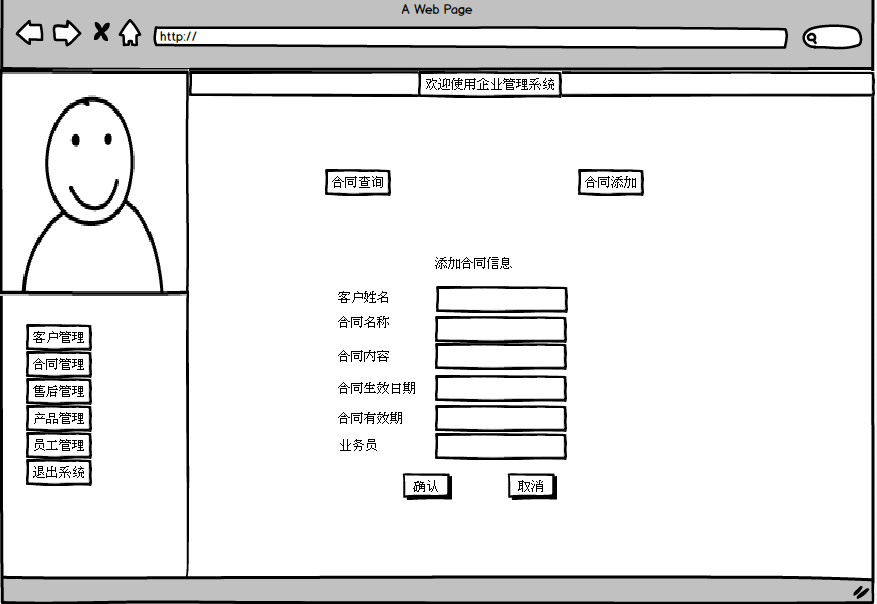 A Web Page
http://
欢迎使用企业管理系统
合同查询
合同添加
添加合同信息
客户姓名
合同名称
合同内容
合同生效日期
合同有效期
业务员
确认
取消
客户管理
合同管理
售后管理
产品管理
员工管理
退出系统